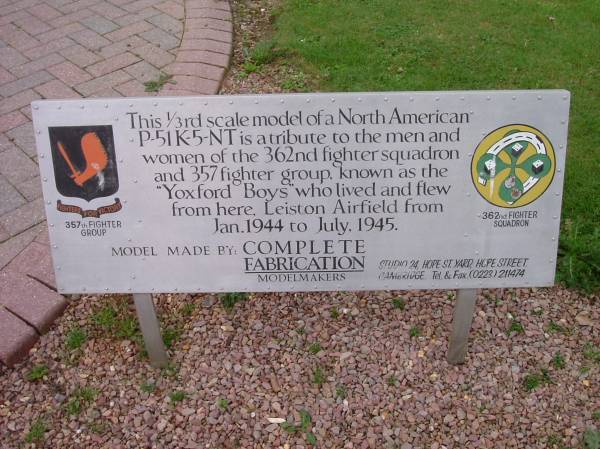 This 1/3rd scale model of a North American
P-51 K-5-NT is a tribute to the men and
women of the 362nd fighter squadron
and 357 fighter group, known as the
"Yoxford Boys" who lived and flew
from here, Leiston Airfield from
Jan.1944 to July, 1945.
357th FIGHTER
GROUP
362nd FIGHTER
SQUADRON
MODEL MADE BY: COMPLETE
FABRICATION
MODELMAKERS
STUDIO 24, HOPE ST. YARD, HOPE STREET,
CAMBRIDGE. Tel. & Fax.(0223) 211474